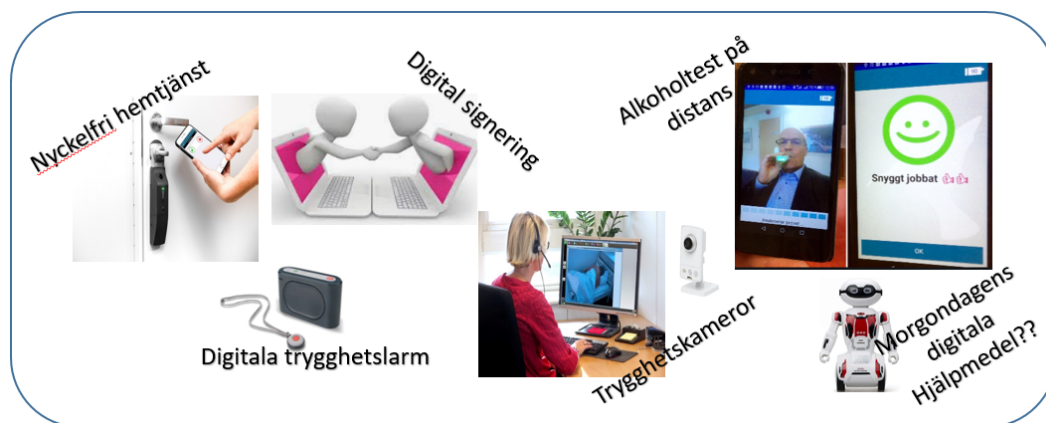 Nyckelfri hemtjänst
Digital signering
Alkoholtest på
distans
Snyggt jobbat
OK
Digitala trygghetslarm
Trygghetskameror
Morgondagens
digitala
Hjälpmedel??